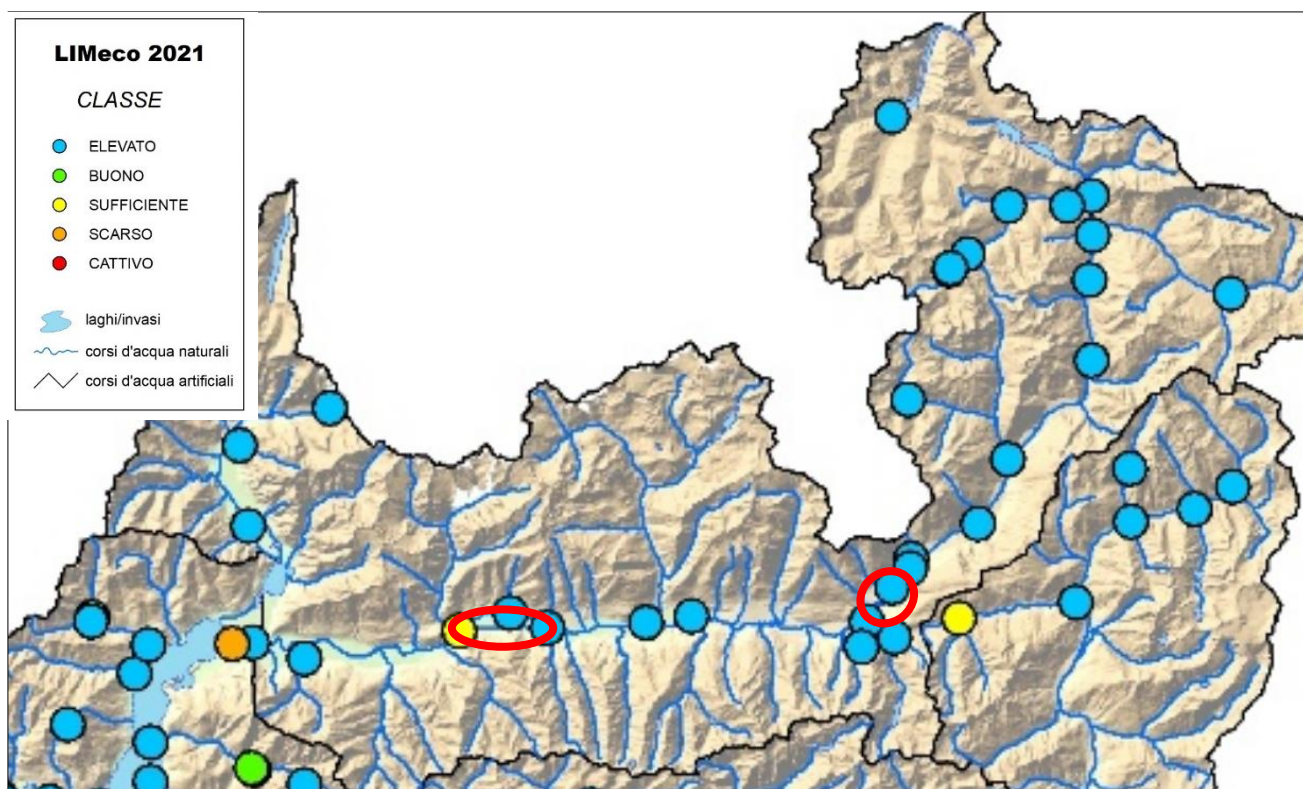 LIMeco 2021
CLASSE
ELEVATO
BUONO
SUFFICIENTE
SCARSO
CATTIVO
laghi/invasi
corsi d'acqua naturali
corsi d'acqua artificiali